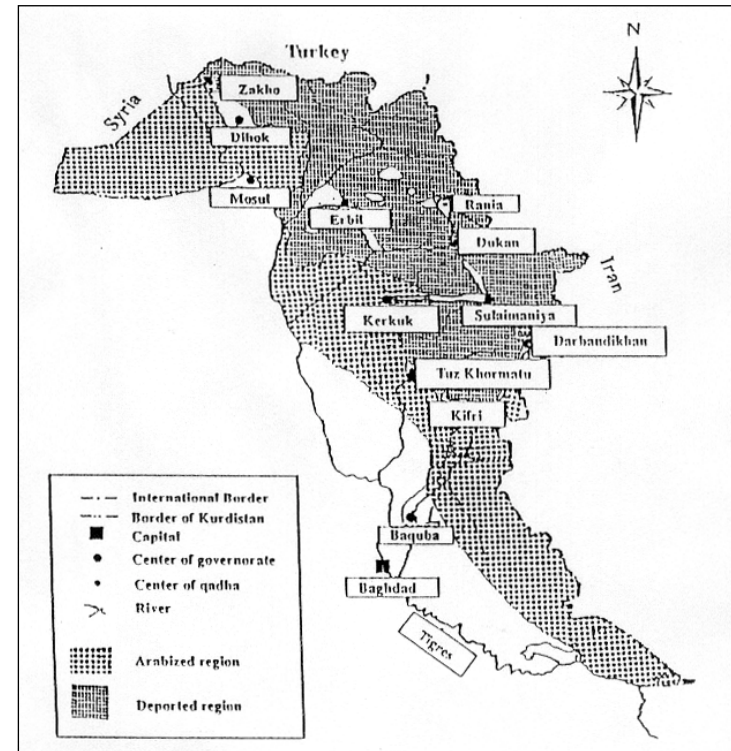 Turkey
N
Syria
Zakho
Dihok
Mosul
Erbil
Rania
Dukan
Iran
Kerkuk
Sulaimaniya
Darbandikhan
Tuz Khormatu
Kifri
Baquba
Baghdad
Tigres
International Border
Border of Kurdistan
Capital
Center of governorate
Center of qadha
River
Arabized region
Deported region